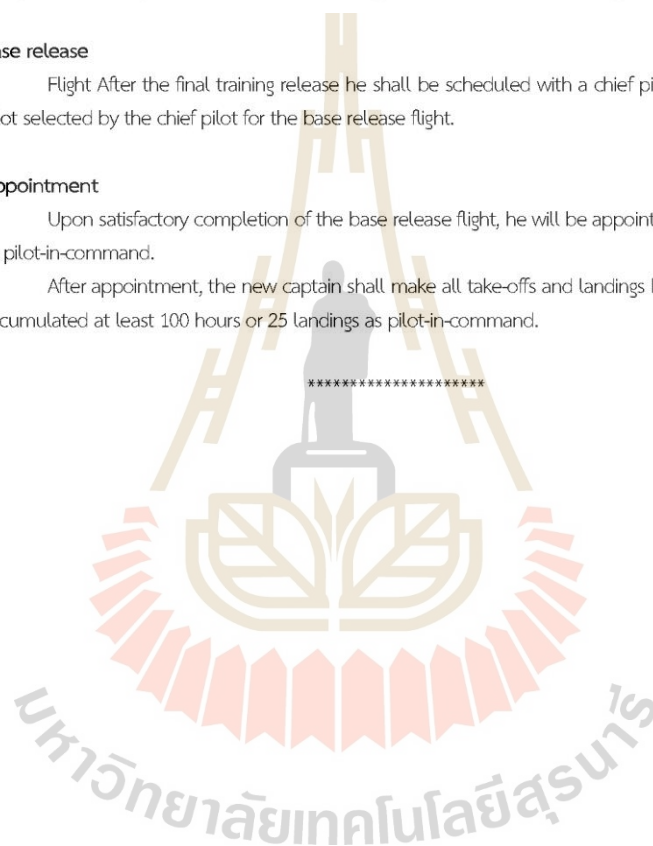 ase release
Flight After the final training release he shall be scheduled with a chief pi
ot selected by the chief pilot for the base release flight.
ppointment
Upon satisfactory completion of the base release flight, he will be appoint
pilot-in-command.
After appointment, the new captain shall make all take-offs and landings
cumulated at least 100 hours or 25 landings as pilot-in-command.
*********************
มหาวิทยาลัยเทคโนโลยีสุรนารี